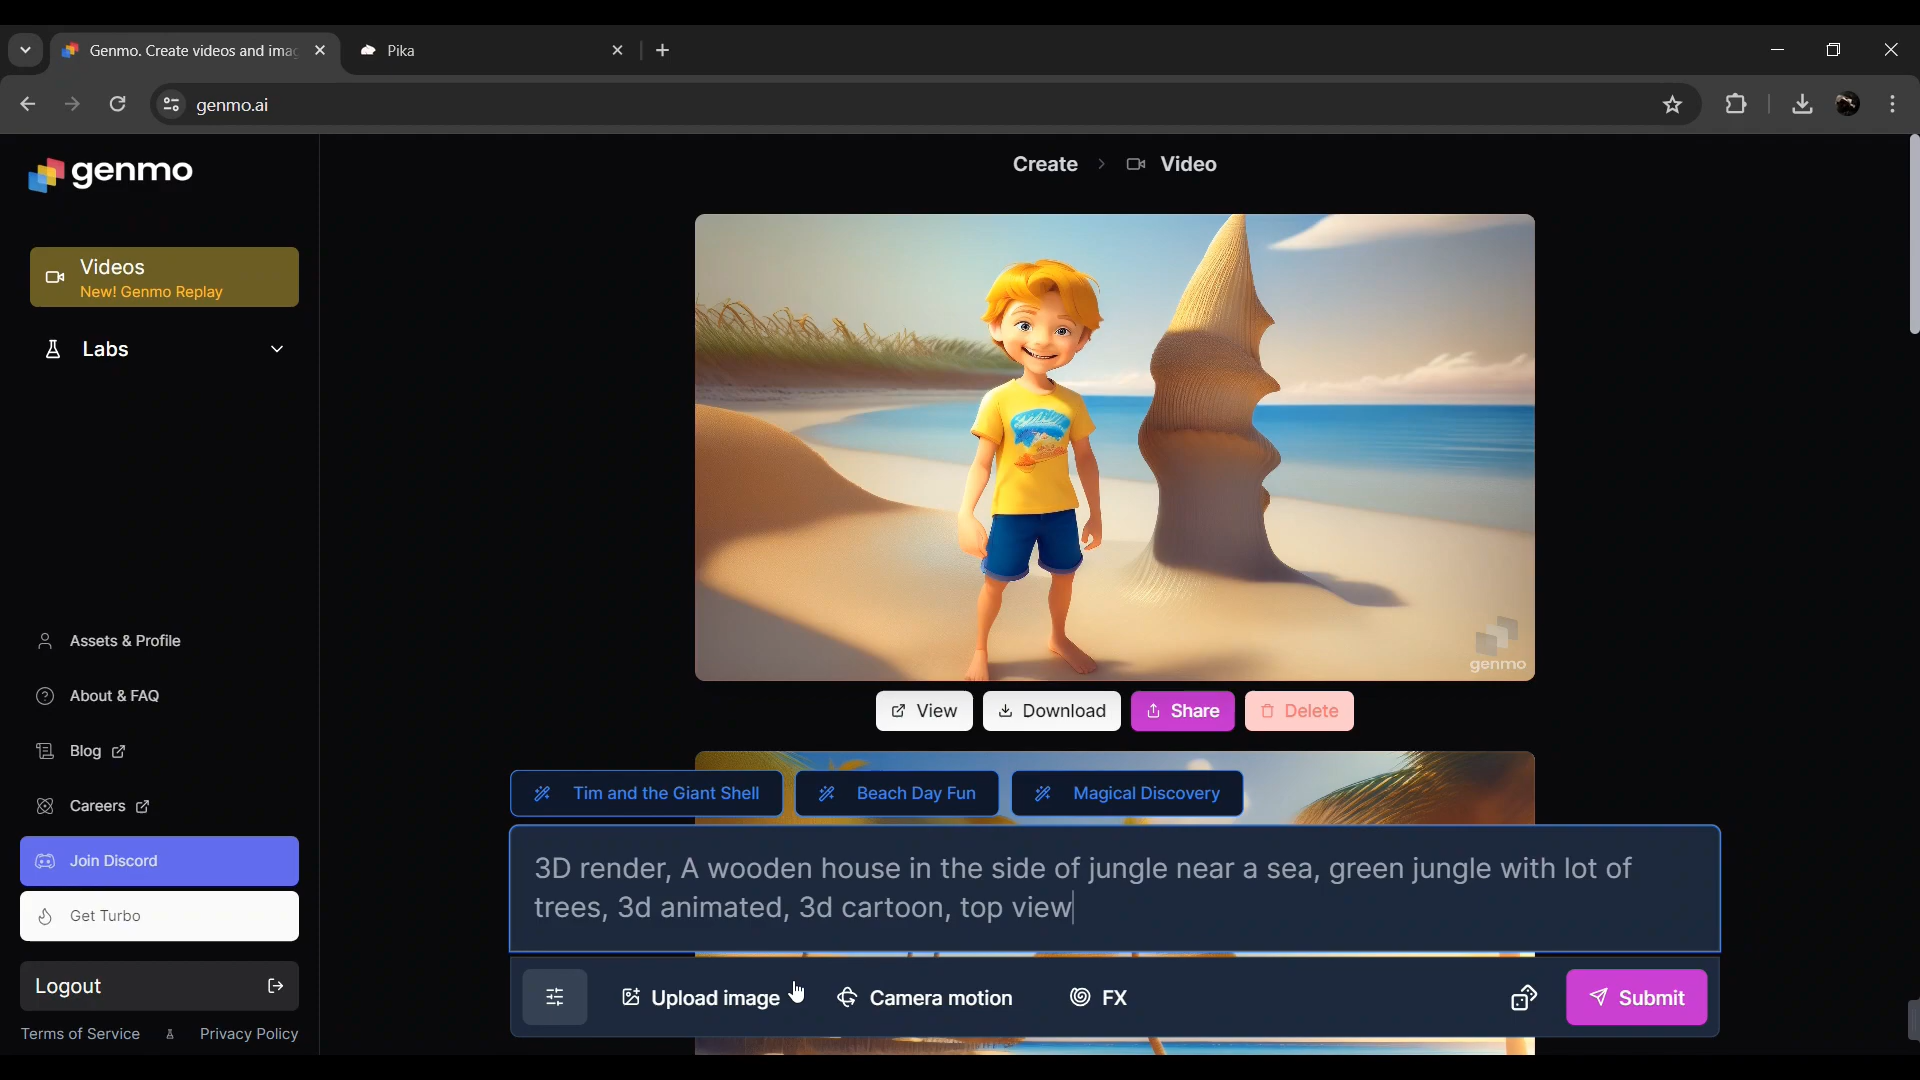 Genmo. Create videos and imag
Pika
genmo.ai
genmo
Create
Video
Videos
New! Genmo Replay
Labs
genmo
View
Download
Share
Delete
Assets & Profile
About & FAQ
Blog
Careers
Join Discord
Get Turbo
Logout
Terms of Service
Privacy Policy
Tim and the Giant Shell
Beach Day Fun
Magical Discovery
3D render, A wooden house in the side of jungle near a sea, green jungle with lot of
trees, 3d animated, 3d cartoon, top view
Upload image
Camera motion
FX
Submit